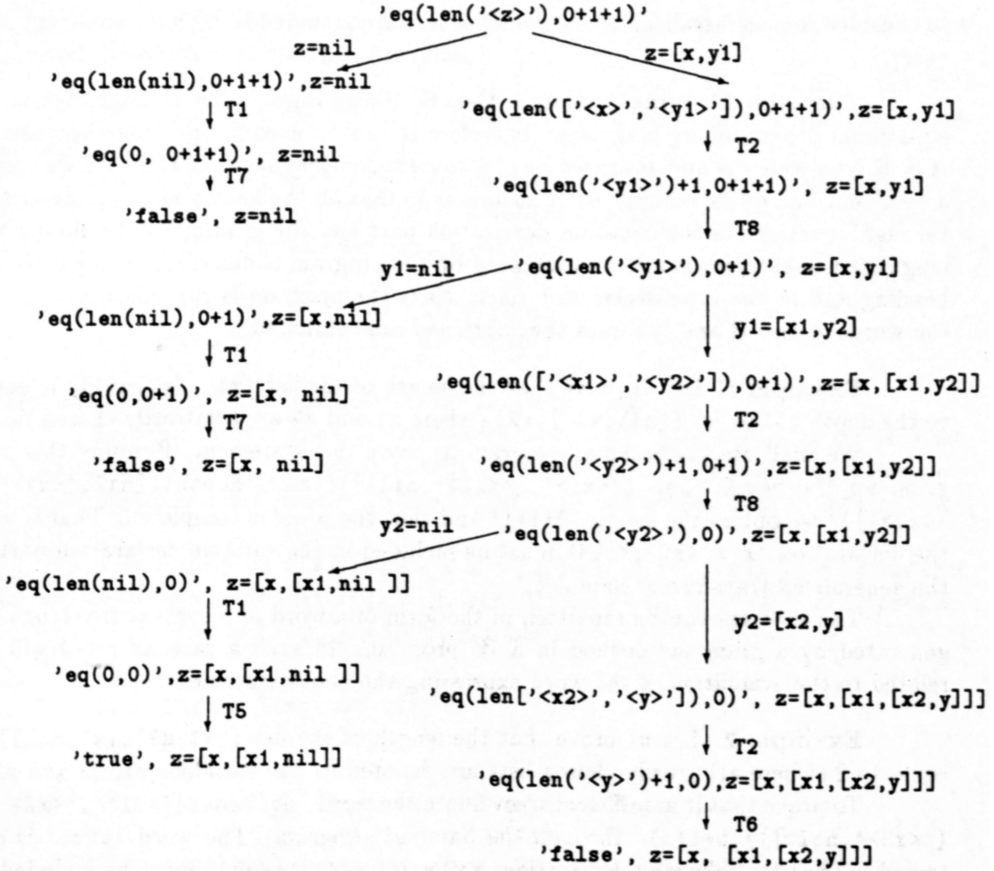 'eq(len('<z>'),0+1+1)'
z=nil
z=[x,y1]
'eq(len(nil),0+1+1)',z=nil
'eq(len(['<x>' '<y1>']),0+1+1)',z=[x,y1]
T1
T2
'eq(0, 0+1+1)', z=nil
'eq(len('<y1>')+1,0+1+1)', z=[x,y1]
T7
T8
'false', z=nil
y1=nil
'eq(len('<y1>'),0+1)', z=[x,y1]
'eq(len(nil),0+1)',z=[x,nil]
y1=[x1,y2]
T1
'eq(len(['<x1>' ,'<y2>']),0+1)',z=[x,[x1,y2]]
'eq(0,0+1)',z=[x, nil]
T2
T7
'false', z=[x, nil]
'eq(len('<y2>')+1,0+1)',z=[x,[x1,y2]]
T8
y2=nil
eq(len('<y2>'),0)',z=[x,[x1,y2]]
'eq(len(nil),0)', z=[x,[x1,nil ]]
T1
y2=[x2,y]
'eq(0,0)',z=[x,[x1,nil ]]
'eq(len['<x2>' '<y>']),0)', z=[x,[x1,[x2,y]]]
T5
T2
'true', z=[x,[x1,nil]]
'eq(len('<y>')+1,0),z=[x,[x1,[x2,y]]]
T6
'false', z=[x, [x1,[x2,y]]]